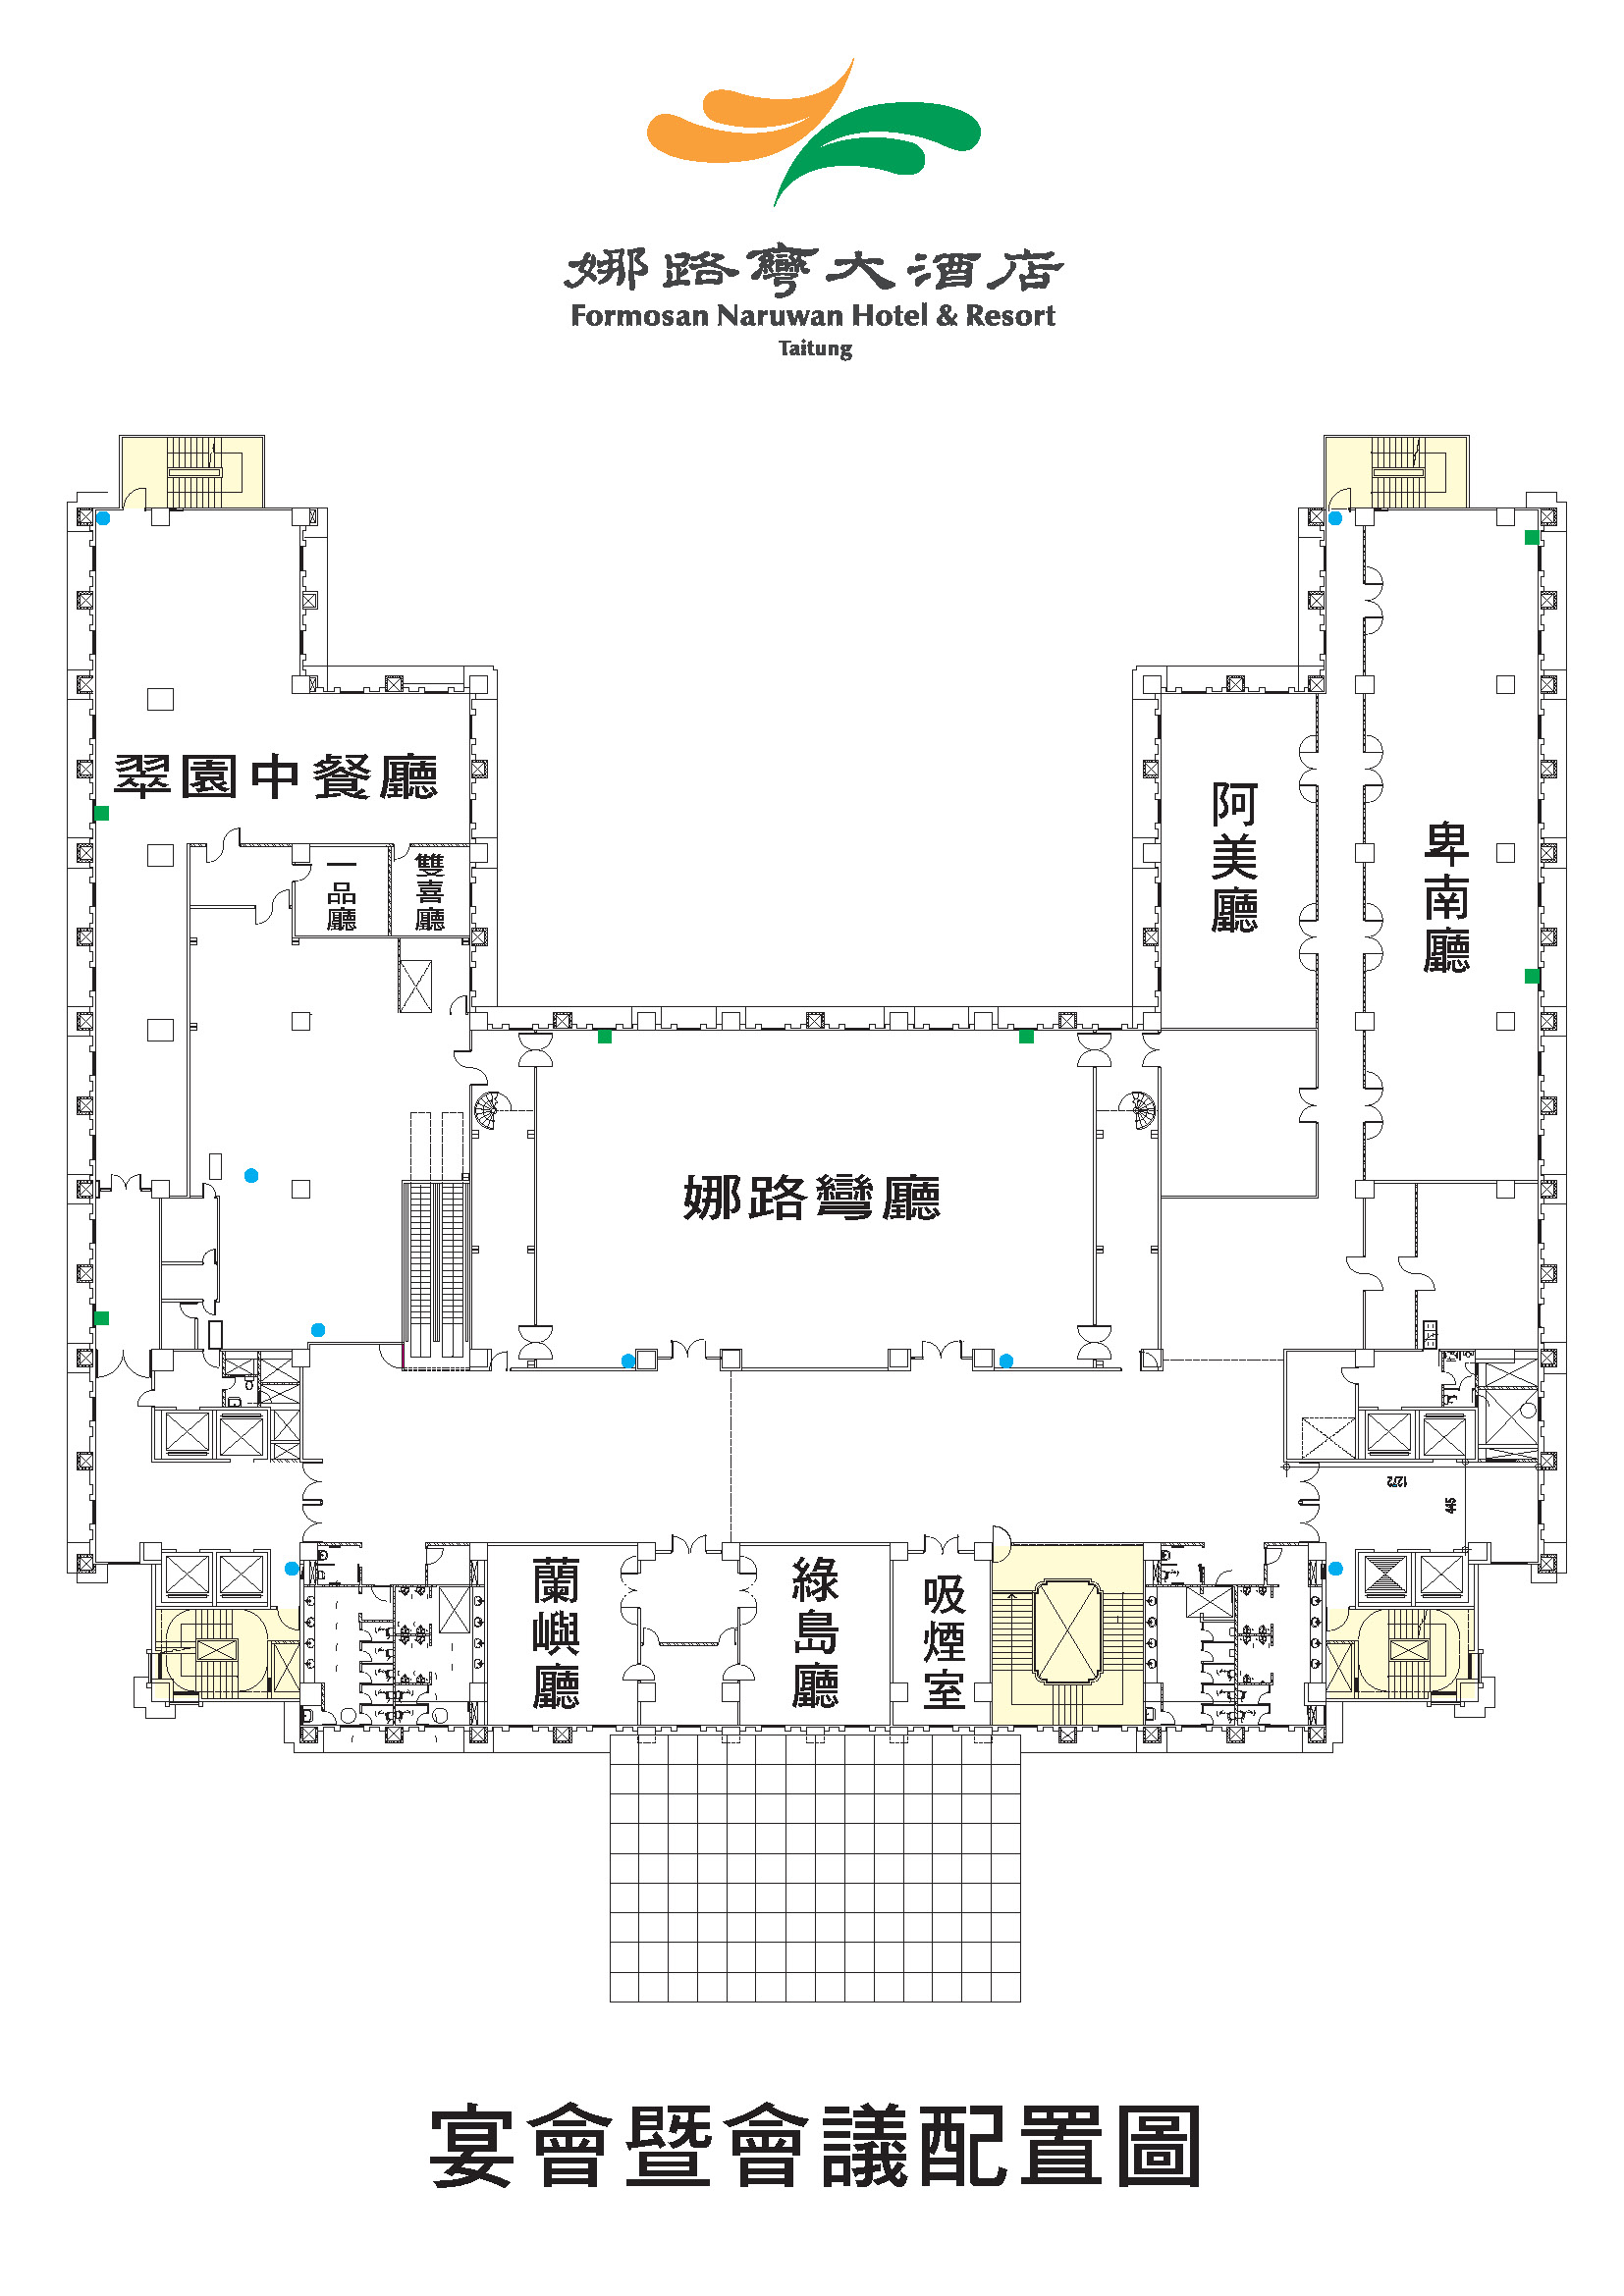 娜路彎大酒店
Formosan Naruwan Hotel & Resort
Taitung
翠園中餐廳
一品廳
雙喜廳
阿美廳
卑南廳
娜路彎廳
1272
445
蘭嶼廳
綠島廳
吸煙室
宴會暨會議配置圖